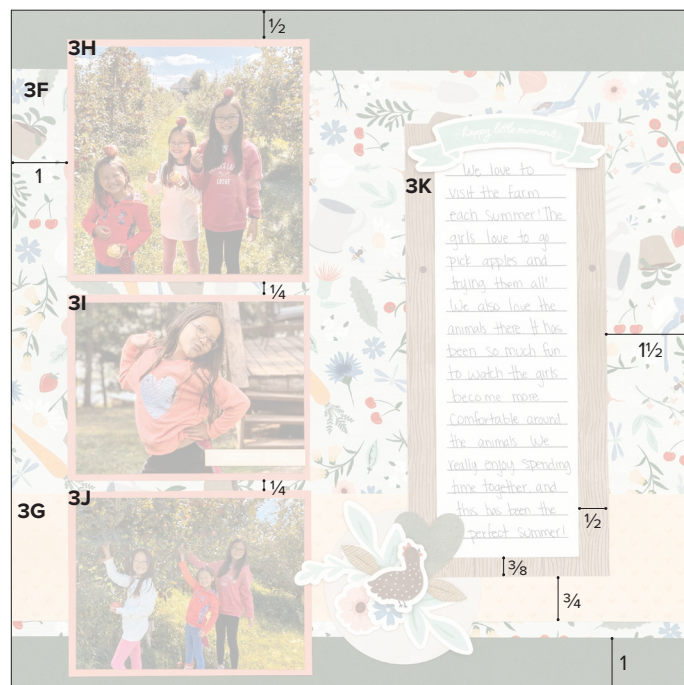 ½
3H
3F
1
happy little moments
3K
We love to
visit the farm
each summer! The
girls love to go
pick apples and
trying them all!
We also love the
animals there. It has
been so much fun
to watch the girls
become more
comfortable around
the animals. We
really enjoy spending
time together and
this has been the
perfect summer!
¼
3I
1½
¼
3J
3G
½
⅜
¾
1